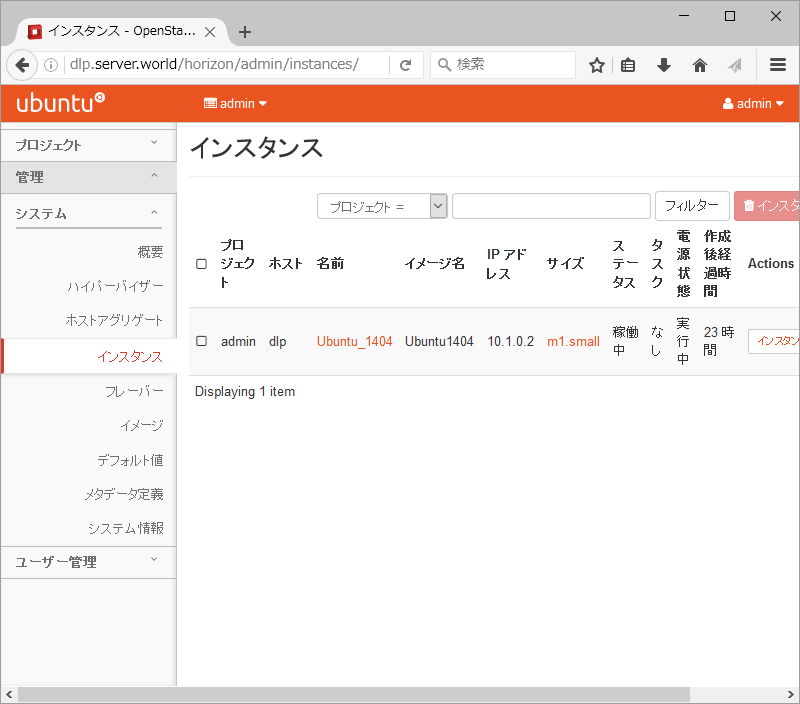 インスタンス - OpenSta...
dlp.server.world/horizon/admin/instances/
検索
ubuntu
admin
admin
プロジェクト
管理
システム
概要
ハイパーバイザー
ホストアグリゲート
インスタンス
フレーバー
イメージ
デフォルト値
メタデータ定義
システム情報
ユーザー管理
インスタンス
プロジェクト =
フィルター
インスタ
プロ
ジェク
ト
ホスト
名前
イメージ名
IP アド
レス
サイズ
ス
テー
タス
タ
ス
ク
電
源
状
態
作成
後経
過時
間
Actions
admin
dlp
Ubuntu_1404
Ubuntu1404
10.1.0.2
m1.small
稼働
中
な
し
実
行
中
23 時
間
インスタン
Displaying 1 item